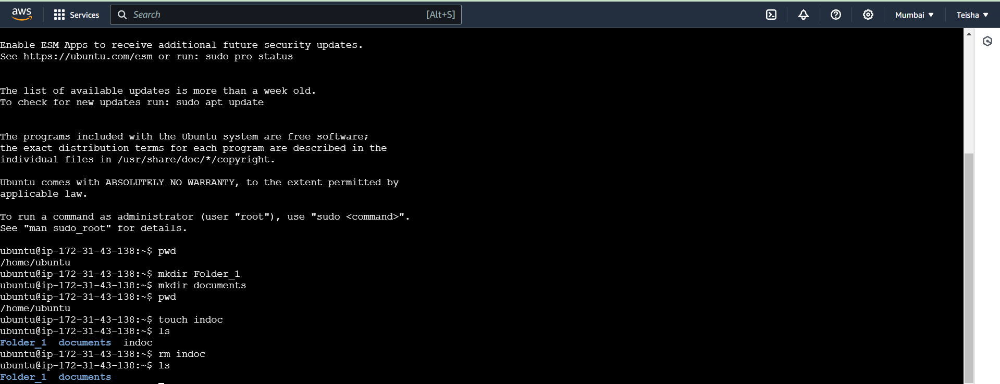 aws Services Search [Alt+S] Mumbai Teisha
Enable ESM Apps to receive additional future security updates.
See https://ubuntu.com/esm or run: sudo pro status
The list of available updates is more than a week old.
To check for new updates run: sudo apt update
The programs included with the Ubuntu system are free software;
the exact distribution terms for each program are described in the
individual files in /usr/share/doc/*/copyright.
Ubuntu comes with ABSOLUTELY NO WARRANTY, to the extent permitted by
applicable law.
To run a command as administrator (user "root"), use "sudo <command>".
See "man sudo_root" for details.
ubuntu@ip-172-31-43-138:~$ pwd
/home/ubuntu
ubuntu@ip-172-31-43-138:~$ mkdir Folder_1
ubuntu@ip-172-31-43-138:~$ mkdir documents
ubuntu@ip-172-31-43-138:~$ pwd
/home/ubuntu
ubuntu@ip-172-31-43-138:~$ touch indoc
ubuntu@ip-172-31-43-138:~$ ls
Folder_1  documents  indoc
ubuntu@ip-172-31-43-138:~$ rm indoc
ubuntu@ip-172-31-43-138:~$ ls
Folder_1  documents